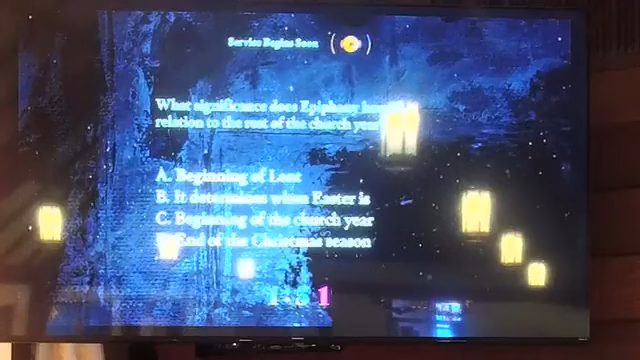 Service Begins Soon
What significance does Epiphany
relation to the rest of the church year
A. Beginning of Lent
B. It determines when Easter is
C. Beginning of the church year
End of the Christmas season
1